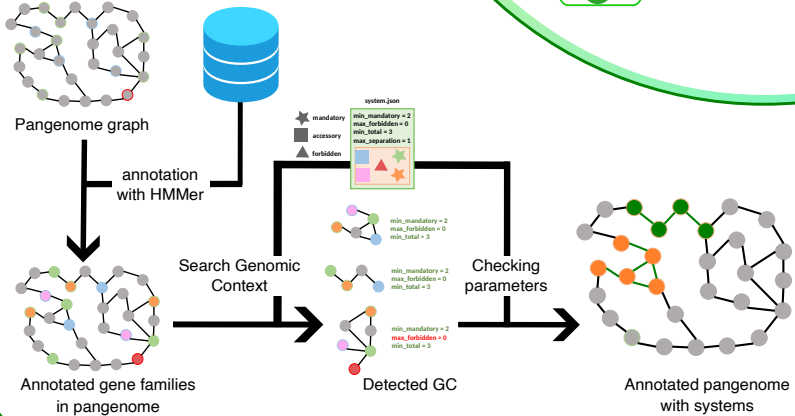 system.json
mandatory
accessory
forbidden
min_mandatory = 2
max_forbidden = 0
min_total = 3
max_separation = 1
Pangenome graph
annotation
with HMMer
min_mandatory = 2
max_forbidden = 0
min_total > 3
Search Genomic
Context
min_mandatory = 2
max_forbidden = 0
min_total = 3
Checking
parameters
min_mandatory = 2
max_forbidden > 0
min_total = 3
Annotated gene families
in pangenome
Detected GC
Annotated pangenome
with systems